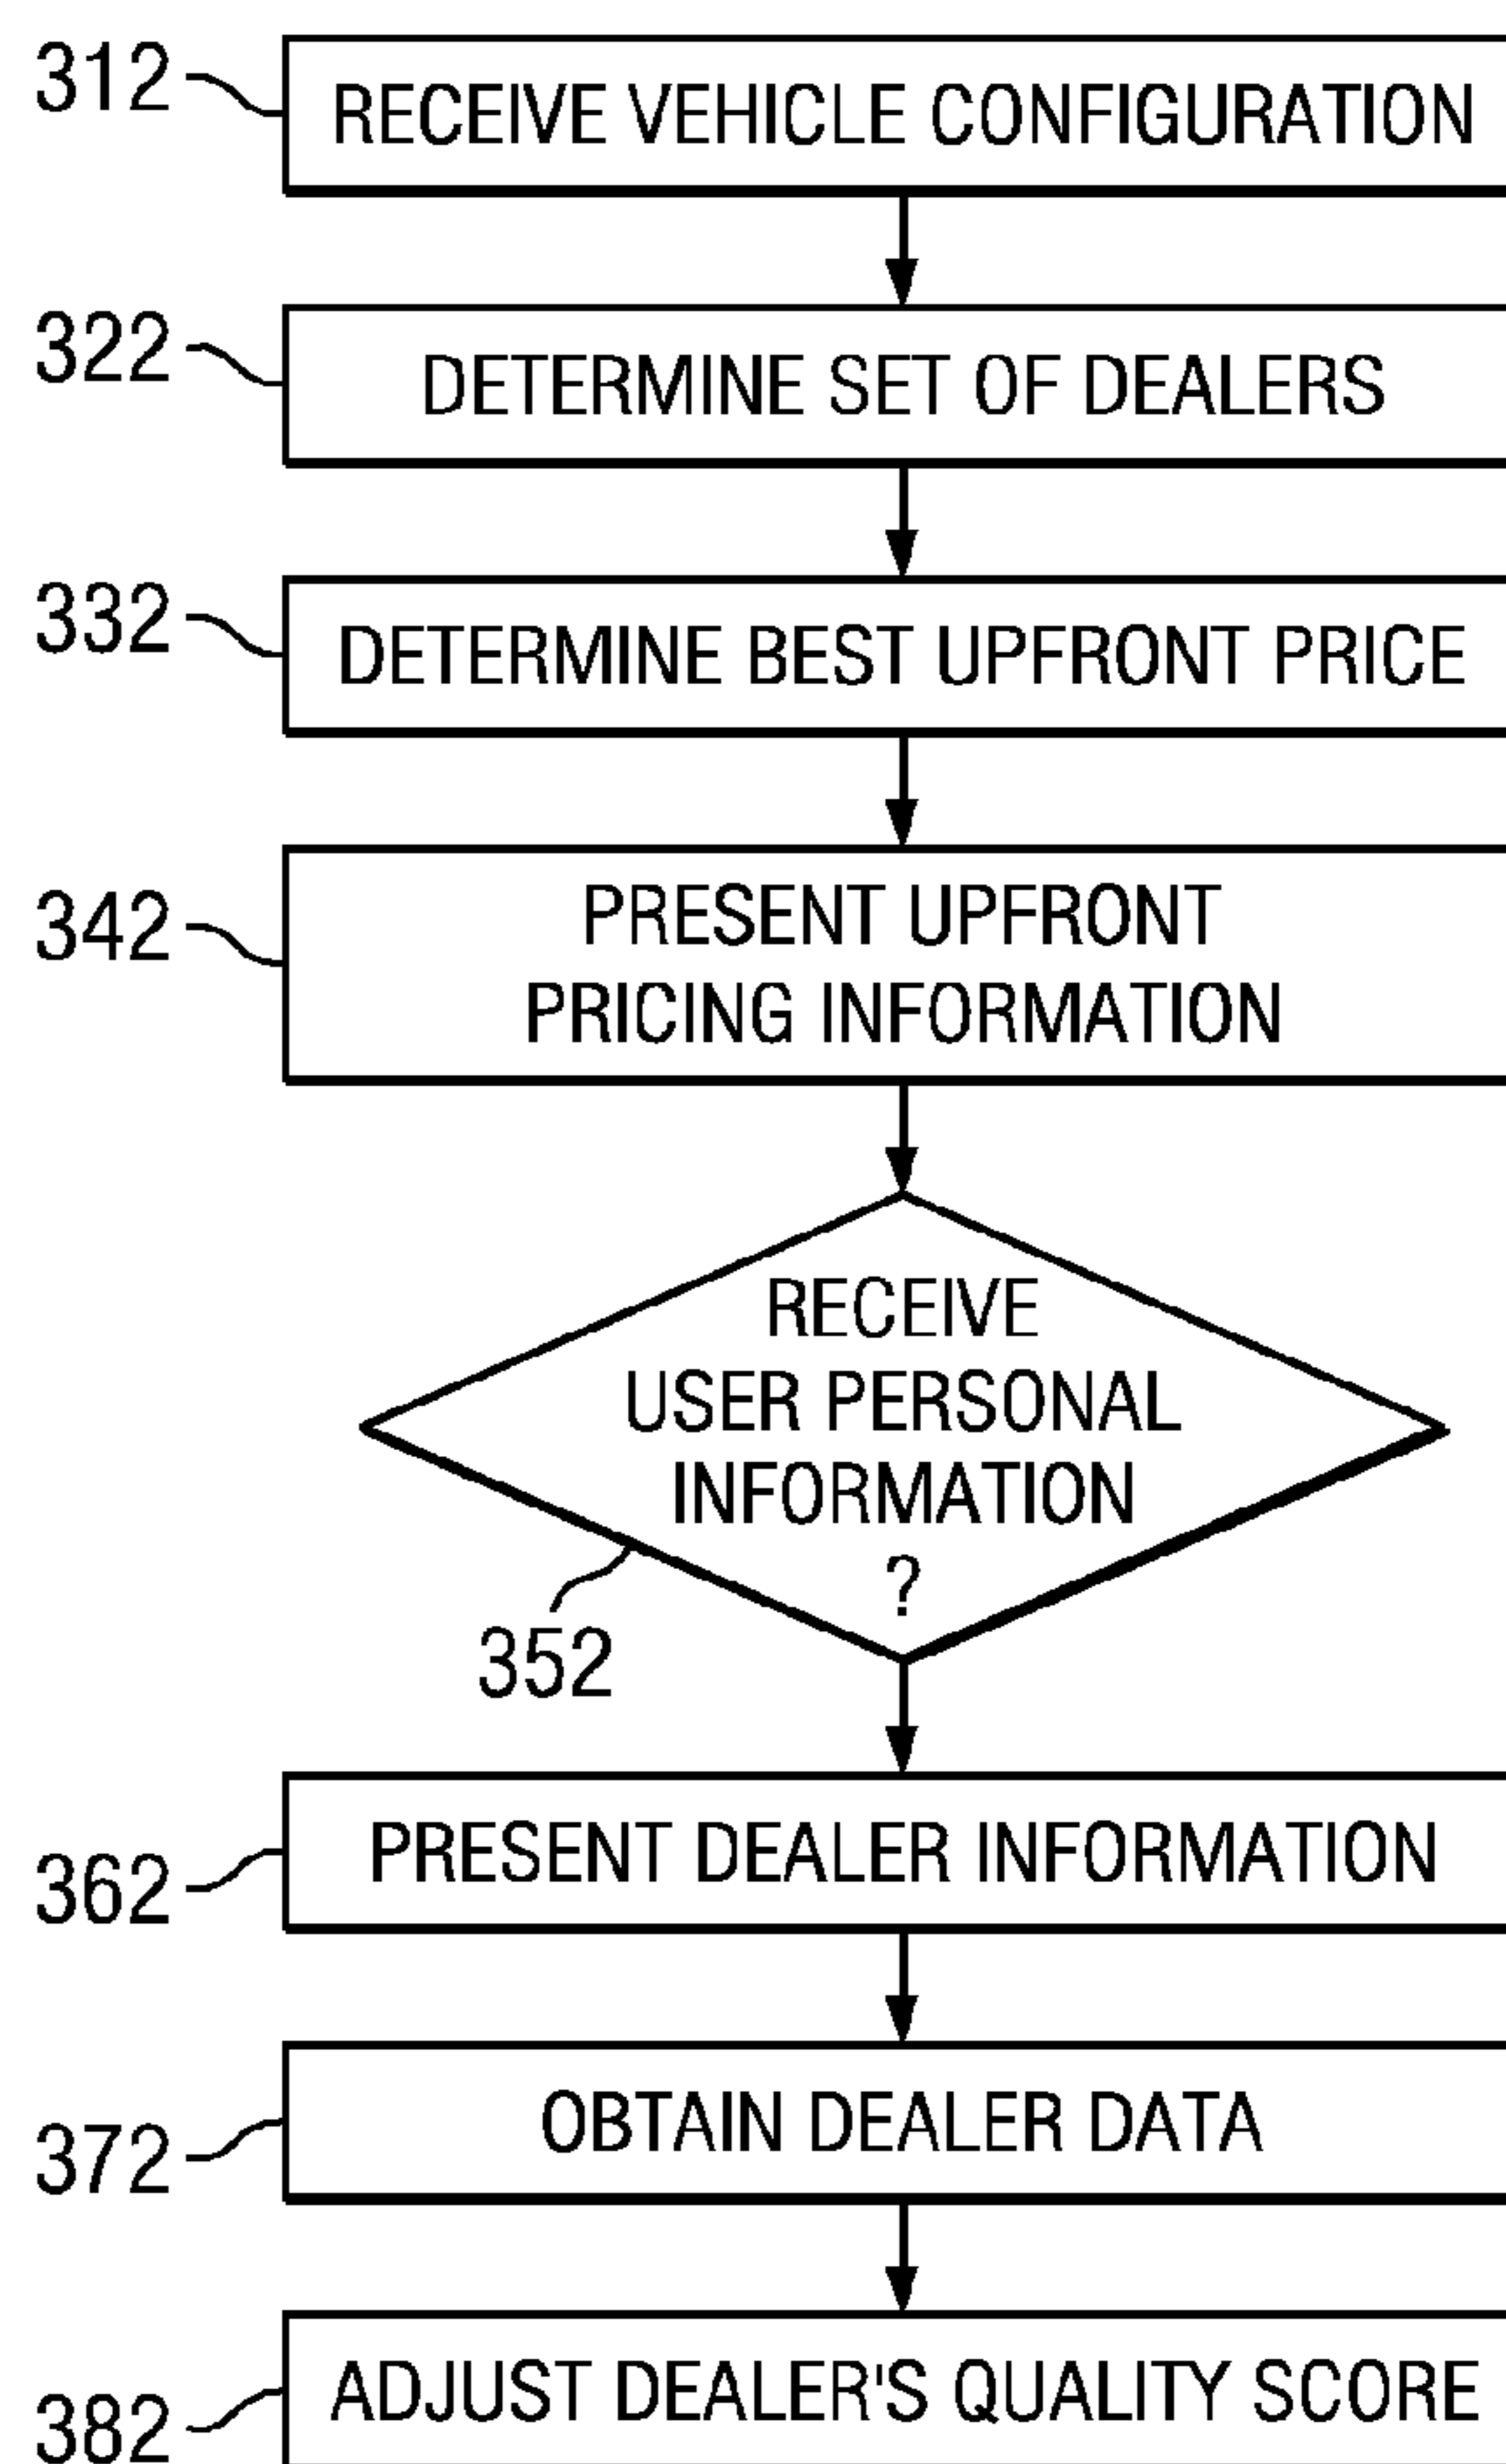 312
RECEIVE VEHICLE CONFIGURATION
322
DETERMINE SET OF DEALERS
332
DETERMINE BEST UPFRONT PRICE
342
PRESENT UPFRONT
PRICING INFORMATION
RECEIVE
USER PERSONAL
INFORMATION
?
352
362
PRESENT DEALER INFORMATION
372
OBTAIN DEALER DATA
382
ADJUST DEALER'S QUALITY SCORE